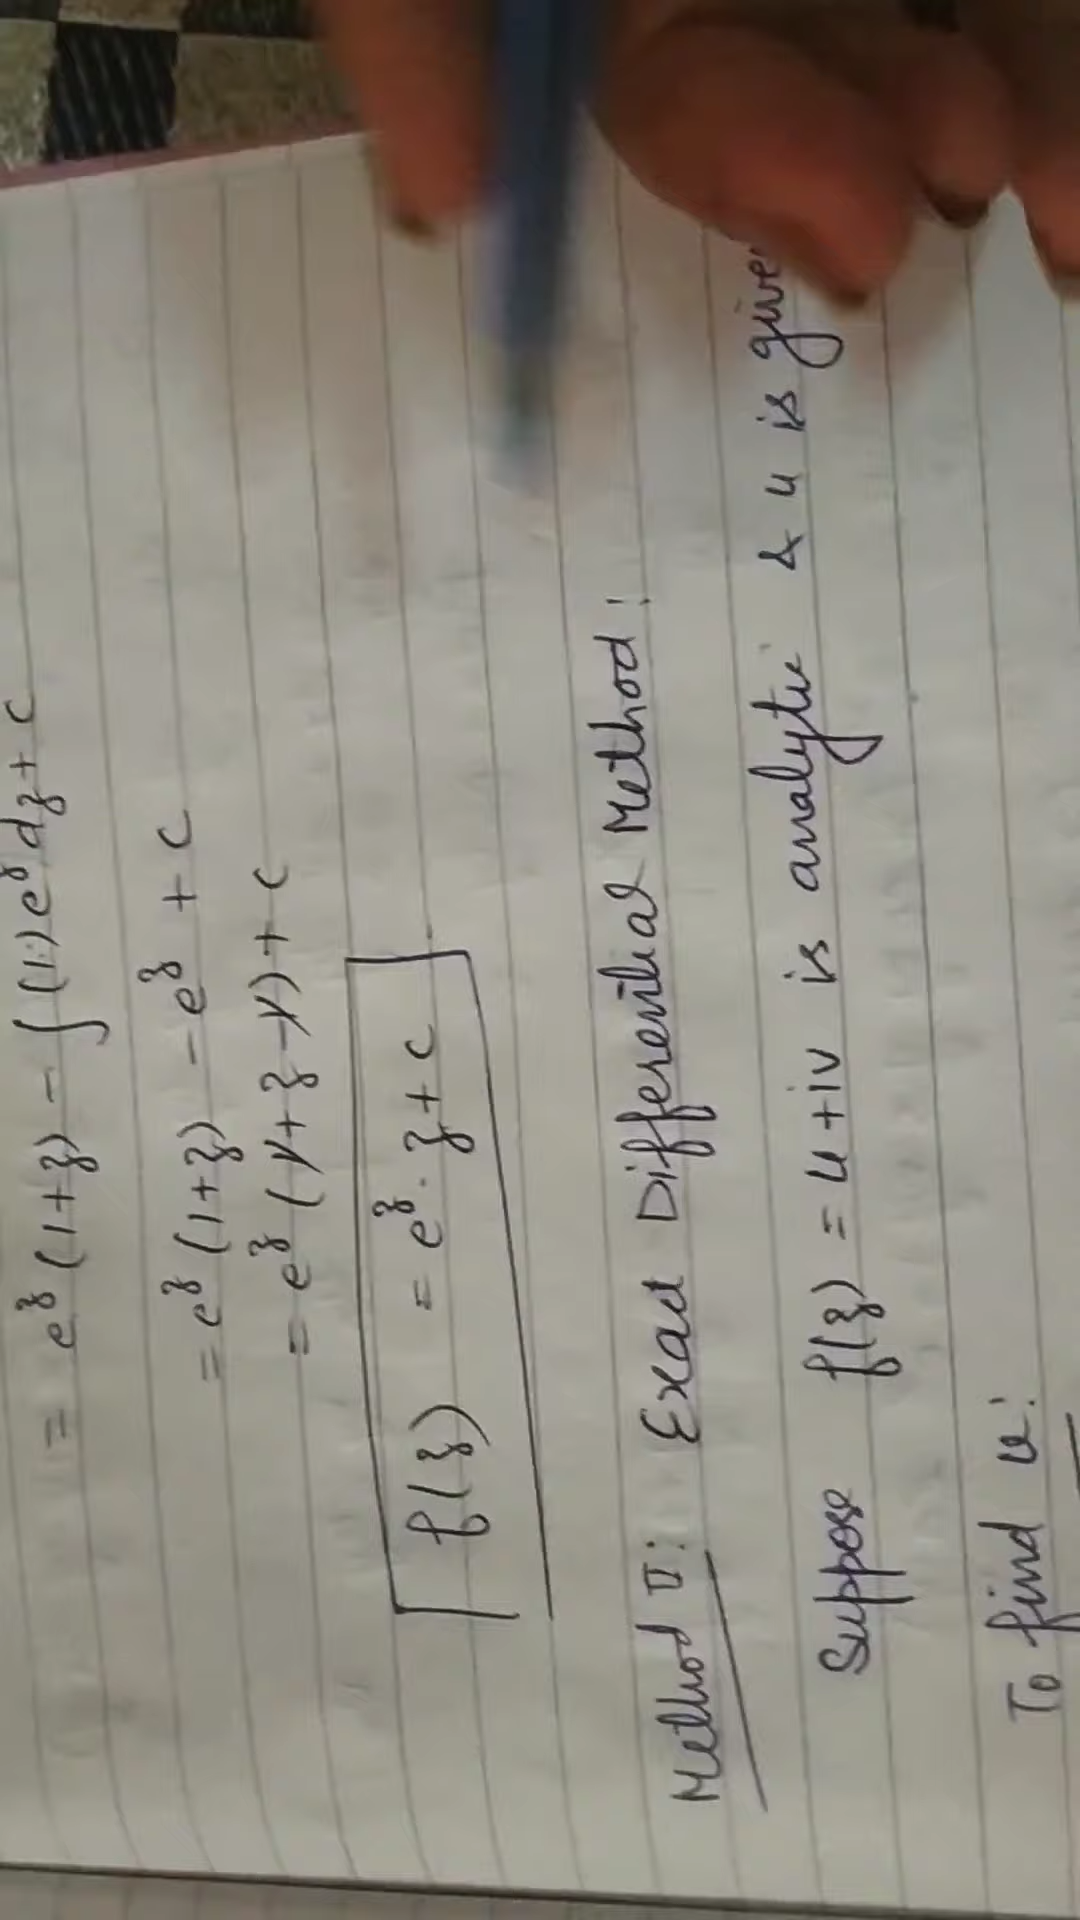 = e^z (1+z) - ∫ (1.) e^z dz + c
= e^z (1+z) - e^z + c
= e^z (1+z-1) + c
f(z) = e^z . z + c
Method II: Exact Differential Method:
Suppose f(z) = u+iv is analytic & u is give
To find v: